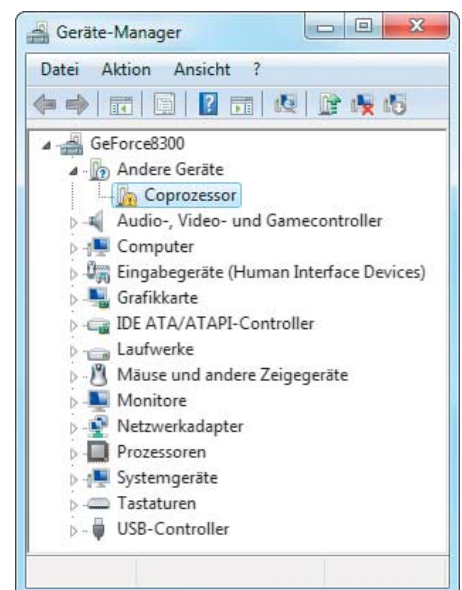 Geräte-Manager
Datei Aktion Ansicht ?
GeForce8300
Andere Geräte
Coprozessor
Audio-, Video- und Gamecontroller
Computer
Eingabegeräte (Human Interface Devices)
Grafikkarte
IDE ATA/ATAPI-Controller
Laufwerke
Mäuse und andere Zeigegeräte
Monitore
Netzwerkadapter
Prozessoren
Systemgeräte
Tastaturen
USB-Controller